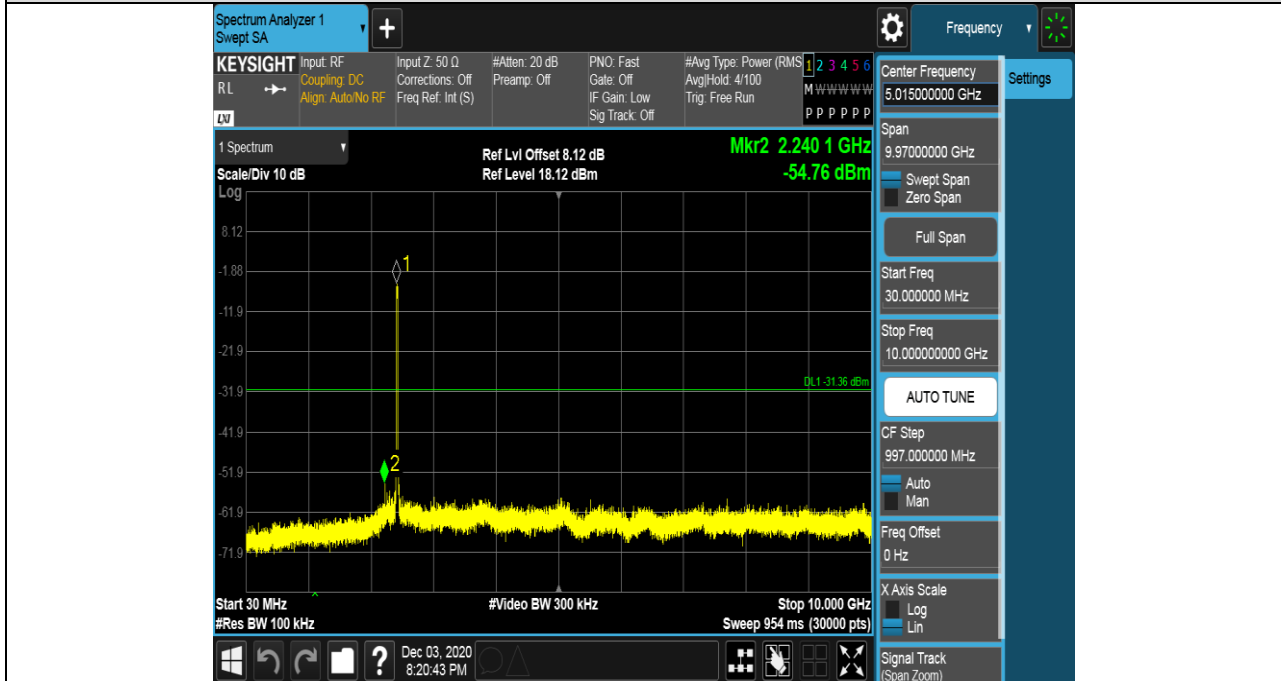 Spectrum Analyzer 1
Swept SA
+
Frequency
KEYSIGHT
RL
LXI
Input: RF
Coupling: DC
Align: Auto/No RF
Input Z: 50 Ω
Corrections: Off
Freq Ref: Int (S)
#Atten: 20 dB
Preamp: Off
PNO: Fast
Gate: Off
IF Gain: Low
Sig Track: Off
#Avg Type: Power (RMS
Avg|Hold: 4/100
Trig: Free Run
1 2 3 4 5 6
M W W W W W
P P P P P P
1 Spectrum
Scale/Div 10 dB
Ref Lvl Offset 8.12 dB
Ref Level 18.12 dBm
Mkr2 2.240 1 GHz
-54.76 dBm
Log
8.12
-1.88
-11.9
-21.9
-31.9
-41.9
-51.9
-61.9
-71.9
1
2
DL1 -31.36 dBm
Start 30 MHz
#Res BW 100 kHz
#Video BW 300 kHz
Stop 10.000 GHz
Sweep 954 ms (30000 pts)
?
Dec 03, 2020
8:20:43 PM
Center Frequency
5.015000000 GHz
Span
9.97000000 GHz
Swept Span
Zero Span
Full Span
Start Freq
30.000000 MHz
Stop Freq
10.000000000 GHz
AUTO TUNE
CF Step
997.000000 MHz
Auto
Man
Freq Offset
0 Hz
X Axis Scale
Log
Lin
Signal Track
(Span Zoom)
Settings